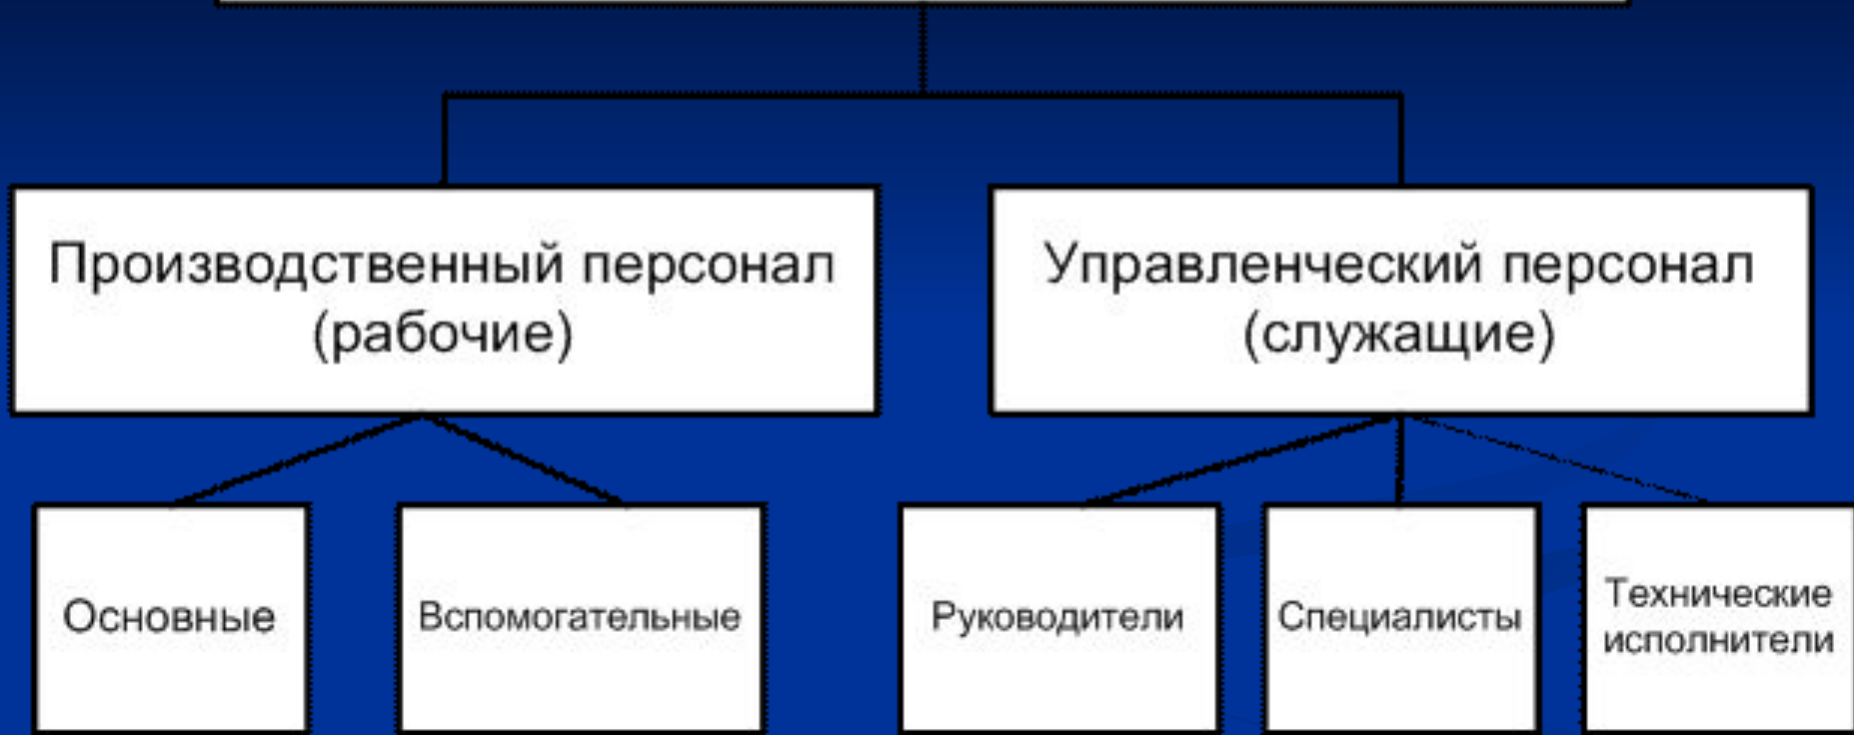 Производственный персонал
(рабочие)
Управленческий персонал
(служащие)
Основные
Вспомогательные
Руководители
Специалисты
Технические
исполнители